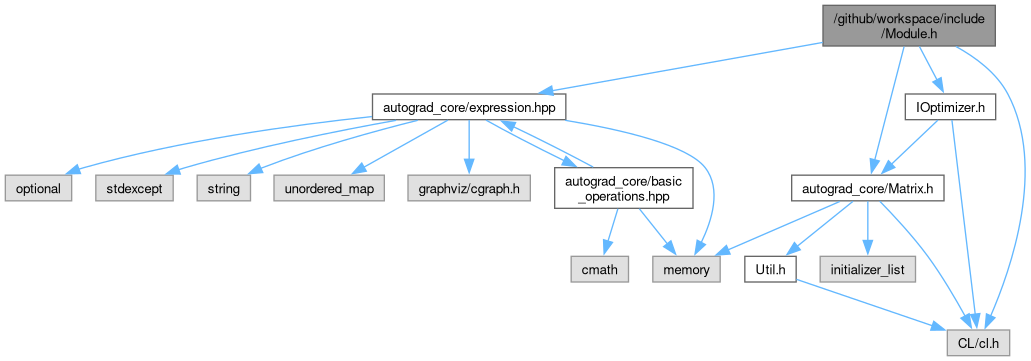 /github/workspace/include
/Module.h
autograd_core/expression.hpp
IOptimizer.h
optional
stdexcept
string
unordered_map
graphviz/cgraph.h
autograd_core/basic
_operations.hpp
autograd_core/Matrix.h
cmath
memory
Util.h
initializer_list
CL/cl.h